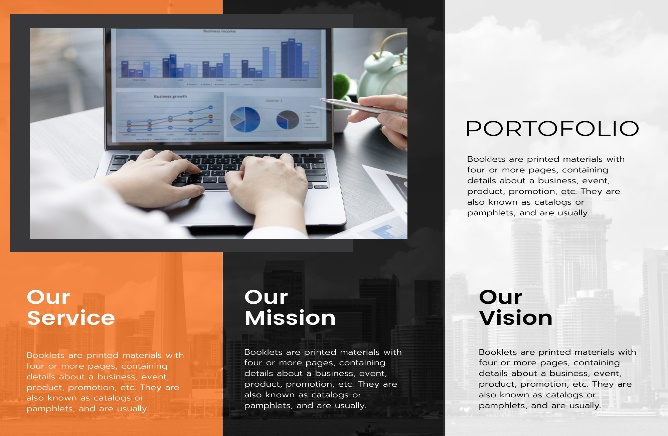 Business income
Business growth
PORTOFOLIO
Booklets are printed materials with
four or more pages, containing
details about a business, event,
product, promotion, etc. They are
also known as catalogs or
pamphlets, and are usually.
Our
Service
Booklets are printed materials with
four or more pages, containing
details about a business, event,
product, promotion, etc. They are
also known as catalogs or
pamphlets, and are usually.
Our
Mission
Booklets are printed materials with
four or more pages, containing
details about a business, event,
product, promotion, etc. They are
also known as catalogs or
pamphlets, and are usually.
Our
Vision
Booklets are printed materials with
four or more pages, containing
details about a business, event,
product, promotion, etc. They are
also known as catalogs or
pamphlets, and are usually.